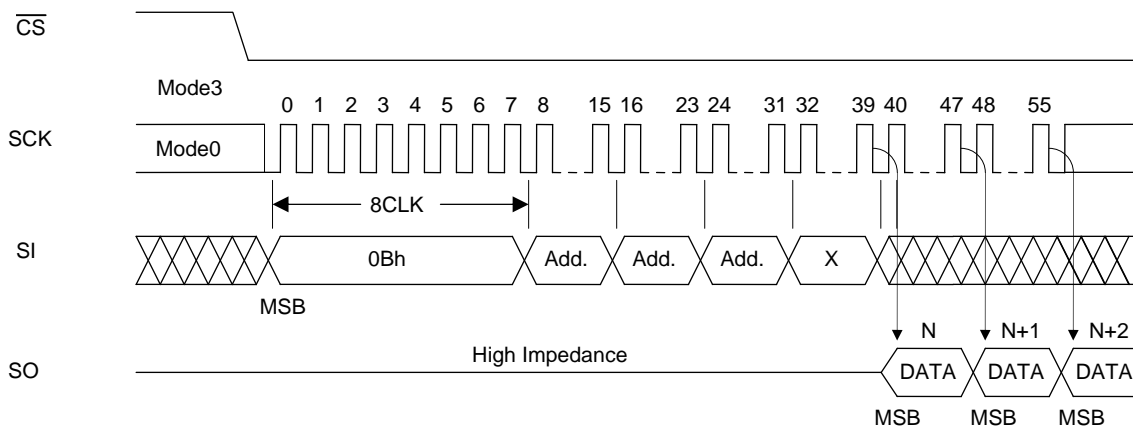 CS
Mode3
0 1 2 3 4 5 6 7 8 15 16 23 24 31 32 39 40 47 48 55
SCK
Mode0
8CLK
SI
0Bh Add. Add. Add. X
MSB
N N+1 N+2
High Impedance
SO
DATA DATA DATA
MSB MSB MSB